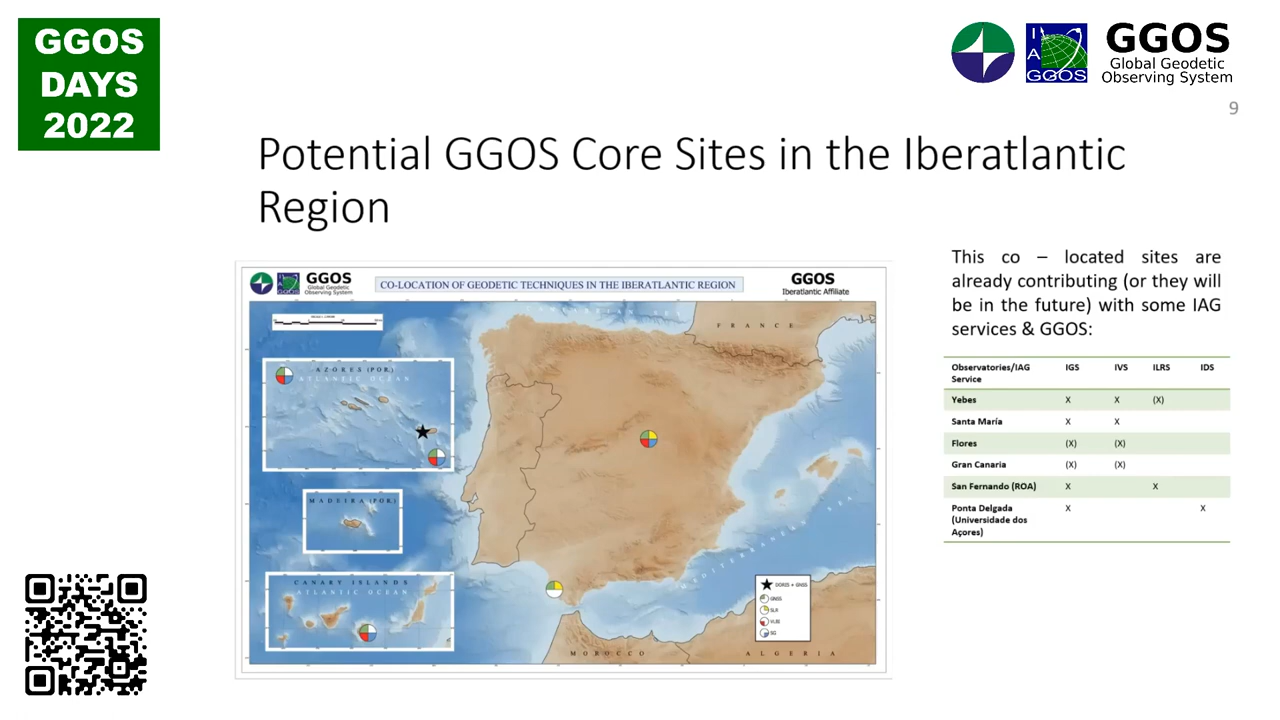 GGOS
DAYS
2022
I
A
GGOS
GGOS
Global Geodetic
Observing System
9
Potential GGOS Core Sites in the Iberatlantic
Region
GGOS
Global Geodetic
Observing System
CO-LOCATION OF GEODETIC TECHNIQUES IN THE IBERATLANTIC REGION
GGOS
Iberatlantic Affiliate
FRANCE
AZORES (POR)
ATLANTIC OCEAN
MADEIRA (POR)
CANARY ISLANDS
ATLANTIC OCEAN
MEDITERRANEAN SEA
MOROCCO
ALGERIA
DORIS + GNSS
GNSS
SLR
VLBI
SG
This co – located sites are
already contributing (or they will
be in the future) with some IAG
services & GGOS:
Observatories/IAG
Service IGS IVS ILRS IDS
Yebes X X (X)
Santa María X X
Flores (X) (X)
Gran Canaria (X) (X)
San Fernando (ROA) X X
Ponta Delgada X X
(Universidade dos
Açores)